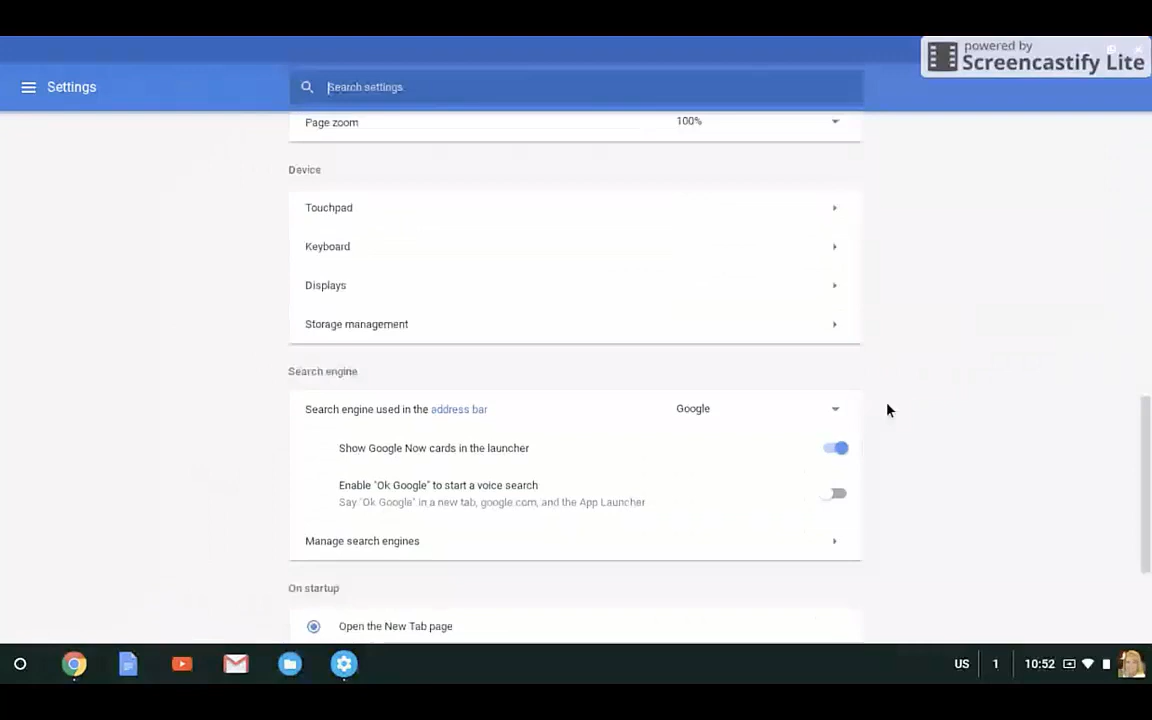 powered by
Screencastify Lite
Settings
Search settings
Page zoom 100%
Device
Touchpad
Keyboard
Displays
Storage management
Search engine
Search engine used in the address bar Google
Show Google Now cards in the launcher
Enable "Ok Google" to start a voice search
Say "Ok Google" in a new tab, google.com, and the App Launcher
Manage search engines
On startup
Open the New Tab page
US 1 10:52